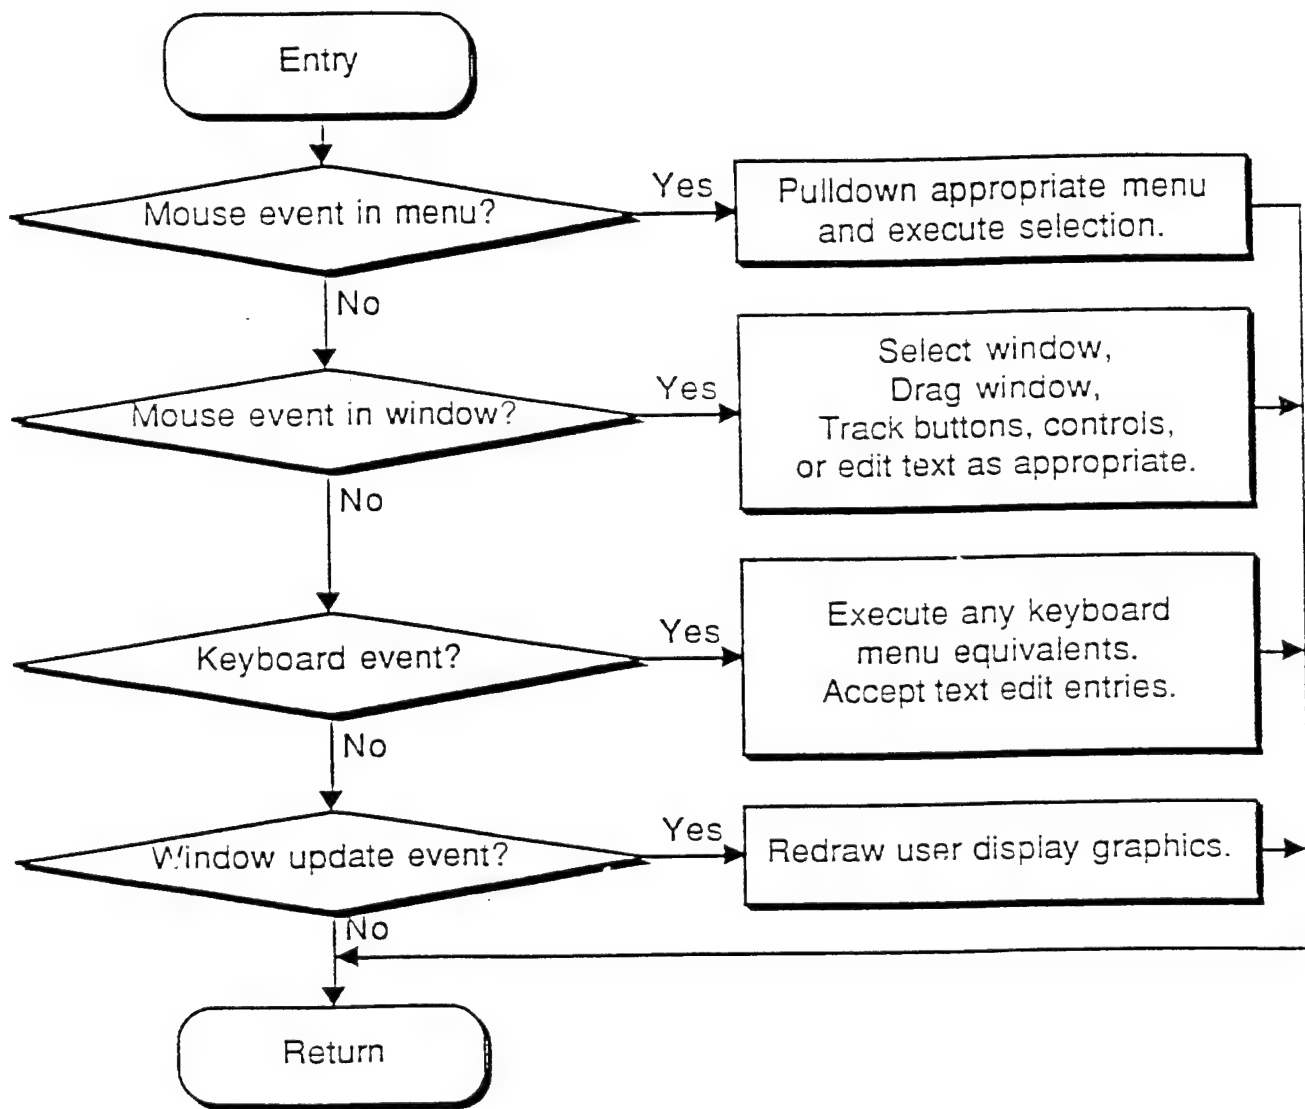 Entry
Mouse event in menu?
Yes
Pulldown appropriate menu
and execute selection.
No
Mouse event in window?
Yes
Select window,
Drag window,
Track buttons, controls,
or edit text as appropriate.
No
Keyboard event?
Yes
Execute any keyboard
menu equivalents.
Accept text edit entries.
No
Window update event?
Yes
Redraw user display graphics.
No
Return